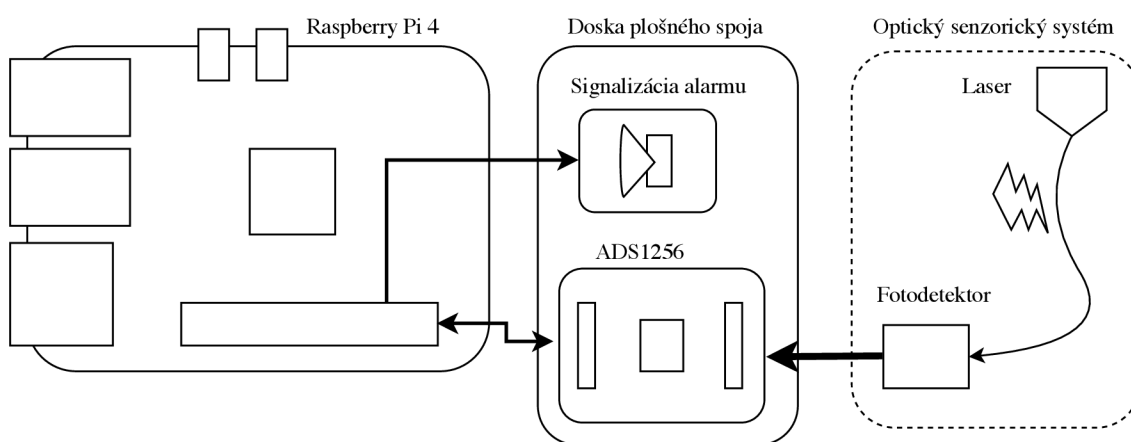 Raspberry Pi 4
Doska plošného spoja
Optický senzorický systém
Signalizácia alarmu
Laser
ADS1256
Fotodetektor